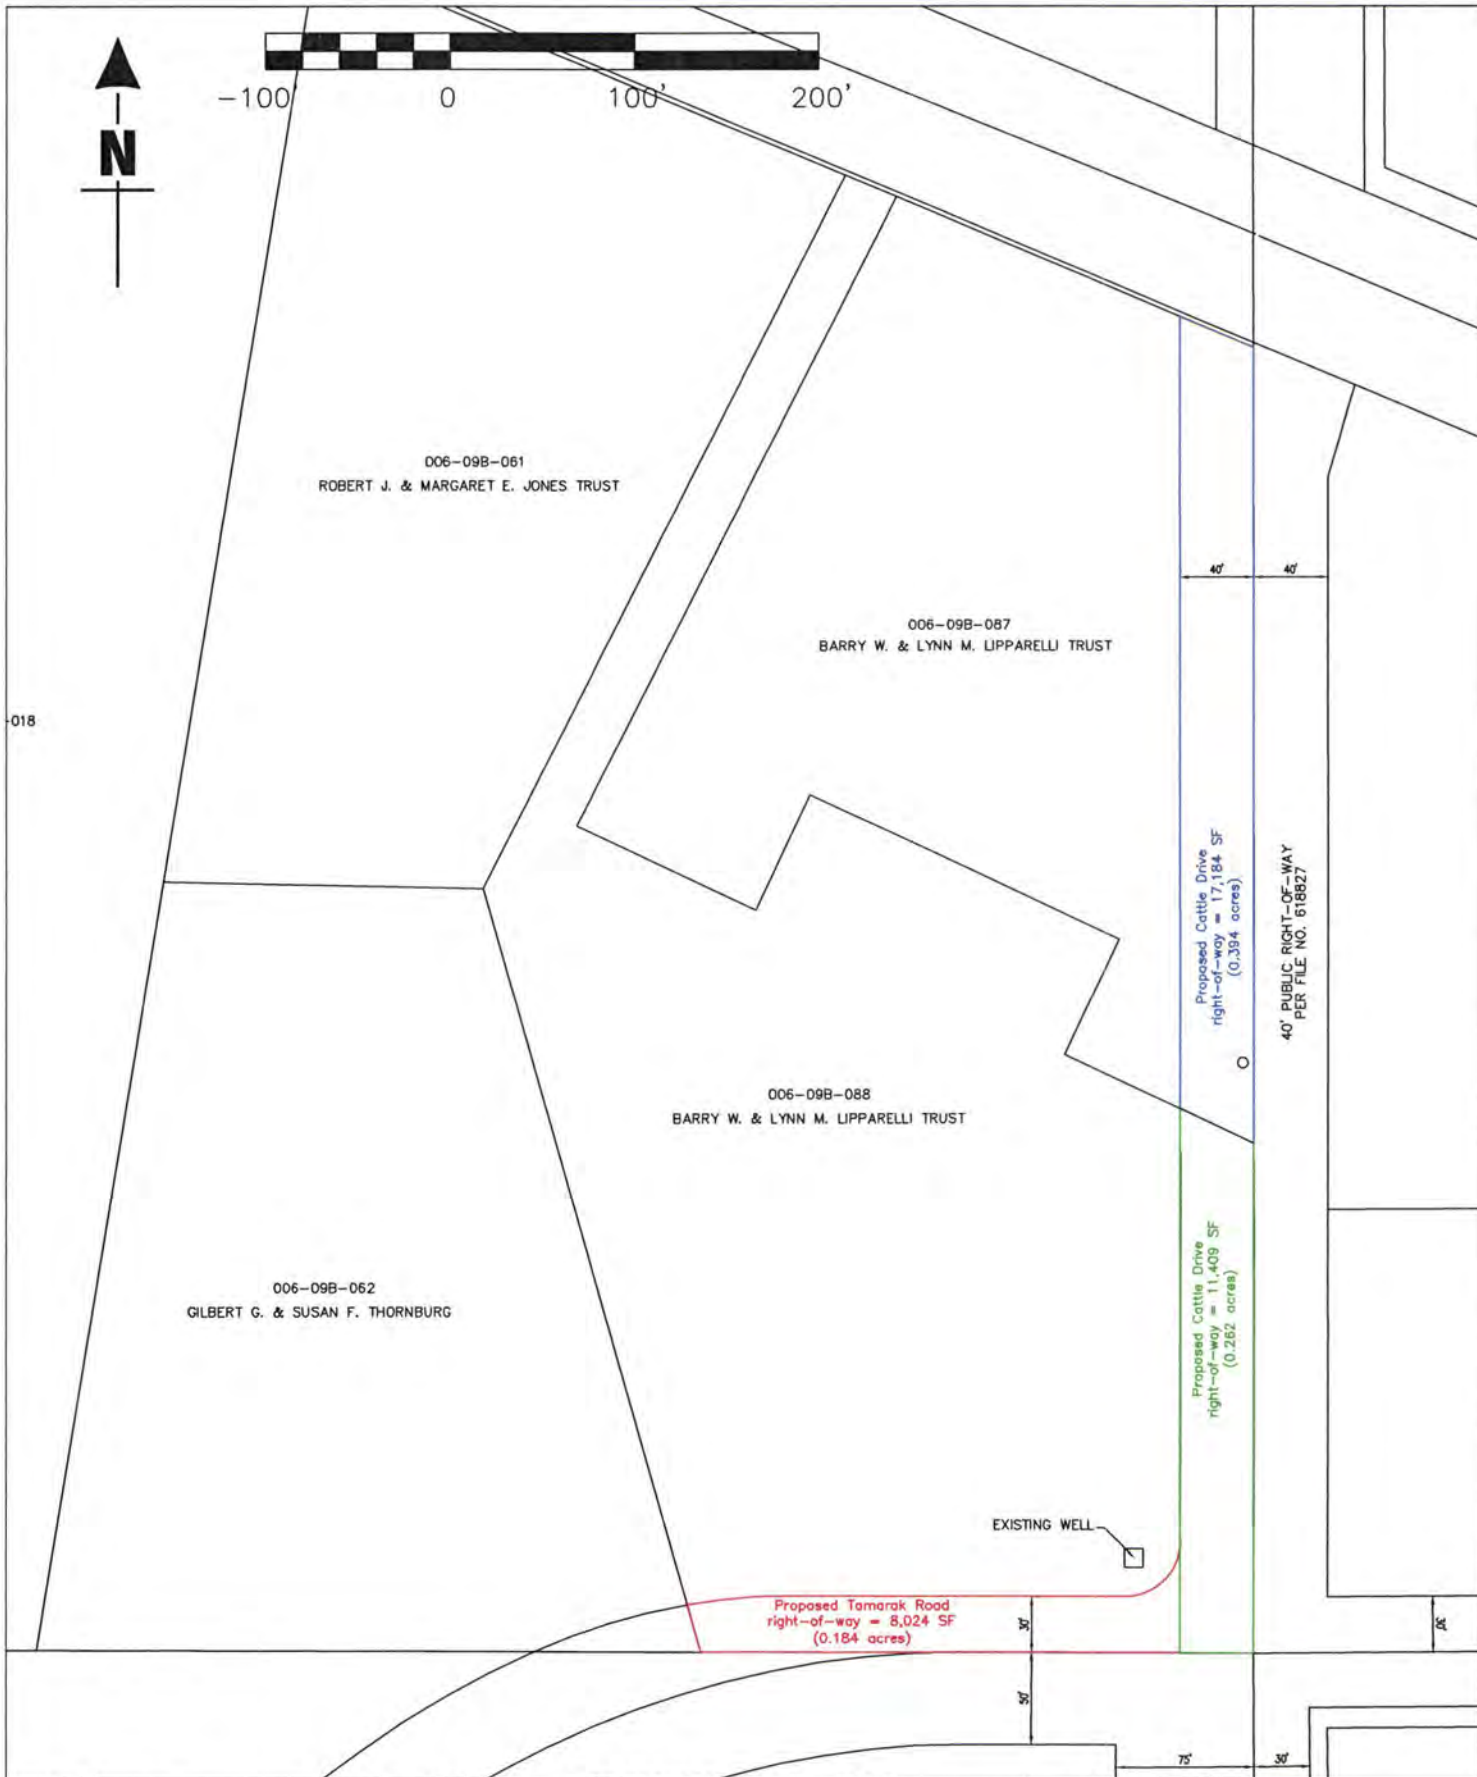 -100'
0
100'
200'
N
006-09B-061
ROBERT J. & MARGARET E. JONES TRUST
40'
40'
006-09B-087
BARRY W. & LYNN M. LIPPARELLI TRUST
-018
Proposed Cattle Drive
right-of-way = 17,184 SF
(0.394 acres)
40' PUBLIC RIGHT-OF-WAY
PER FILE NO. 618827
006-09B-088
BARRY W. & LYNN M. LIPPARELLI TRUST
Proposed Cattle Drive
right-of-way = 11,409 SF
(0.262 acres)
006-09B-062
GILBERT G. & SUSAN F. THORNBURG
EXISTING WELL
Proposed Tamarak Road
right-of-way = 8,024 SF
(0.184 acres)
30'
30'
50'
75'
30'